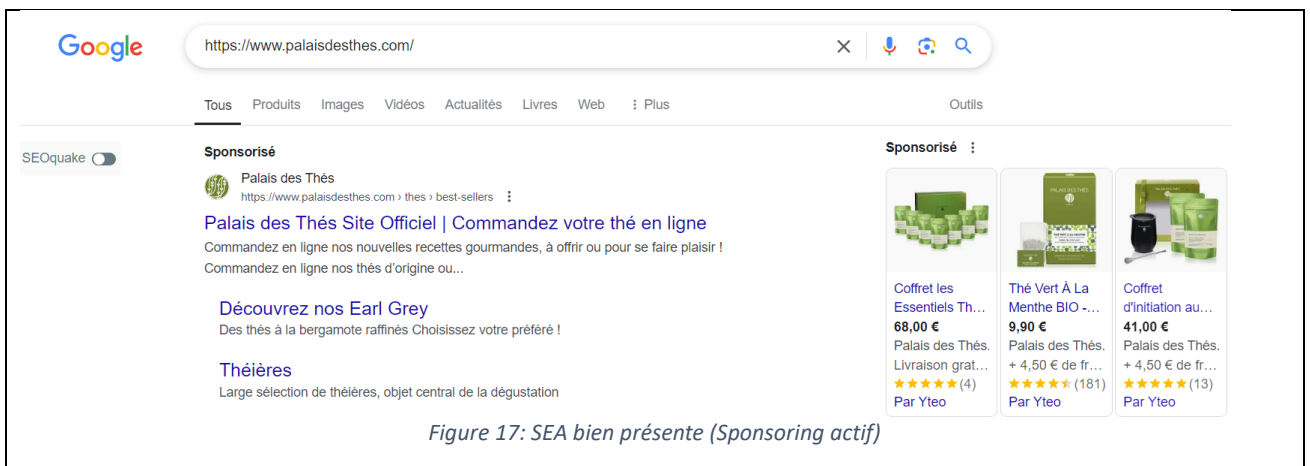 Google
https://www.palaisdesthes.com/
Tous Produits Images Vidéos Actualités Livres Web Plus Outils
SEOquake
Sponsorisé
Palais des Thés
https://www.palaisdesthes.com › thes › best-sellers
Palais des Thés Site Officiel | Commandez votre thé en ligne
Commandez en ligne nos nouvelles recettes gourmandes, à offrir ou pour se faire plaisir !
Commandez en ligne nos thés d'origine ou...
Découvrez nos Earl Grey
Des thés à la bergamote raffinés Choisissez votre préféré !
Théières
Large sélection de théières, objet central de la dégustation
Sponsorisé
PALAIS DES THÉS
Coffret les
Essentiels Th...
68,00 €
Palais des Thés.
Livraison grat...
(4)
Par Yteo
Thé Vert À La
Menthe BIO -...
9,90 €
Palais des Thés.
+ 4,50 € de fr...
(181)
Par Yteo
Coffret
d'initiation au...
41,00 €
Palais des Thés.
+ 4,50 € de fr...
(13)
Par Yteo
Figure 17: SEA bien présente (Sponsoring actif)